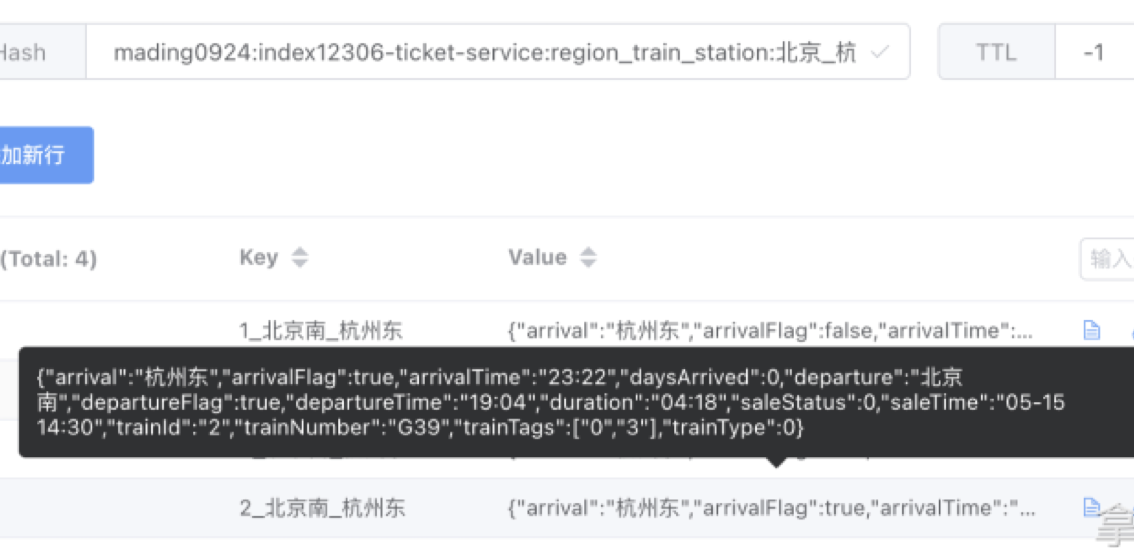 Hash
mading0924:index12306-ticket-service:region_train_station:北京_杭
TTL
-1
加新行
(Total: 4)
Key
Value
输入
1_北京南_杭州东
{"arrival":"杭州东","arrivalFlag":false,"arrivalTime":...
{"arrival":"杭州东","arrivalFlag":true,"arrivalTime":"23:22","daysArrived":0,"departure":"北京
南","departureFlag":true,"departureTime":"19:04","duration":"04:18","saleStatus":0,"saleTime":"05-15
14:30","trainId":"2","trainNumber":"G39","trainTags":["0","3"],"trainType":0}
2_北京南_杭州东
{"arrival":"杭州东","arrivalFlag":true,"arrivalTime":"...
拿